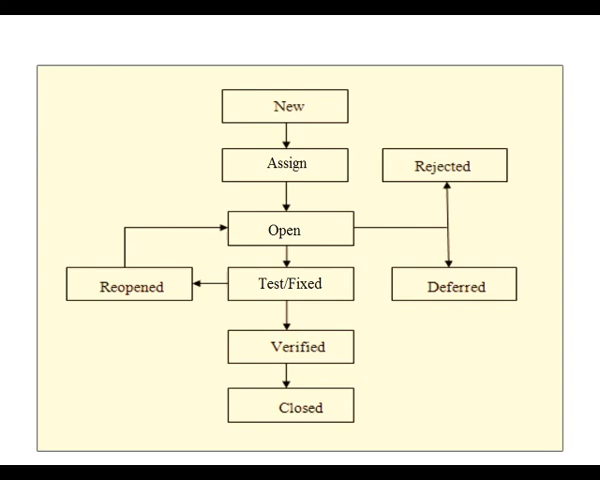 New
Assign
Rejected
Open
Reopened
Test/Fixed
Deferred
Verified
Closed